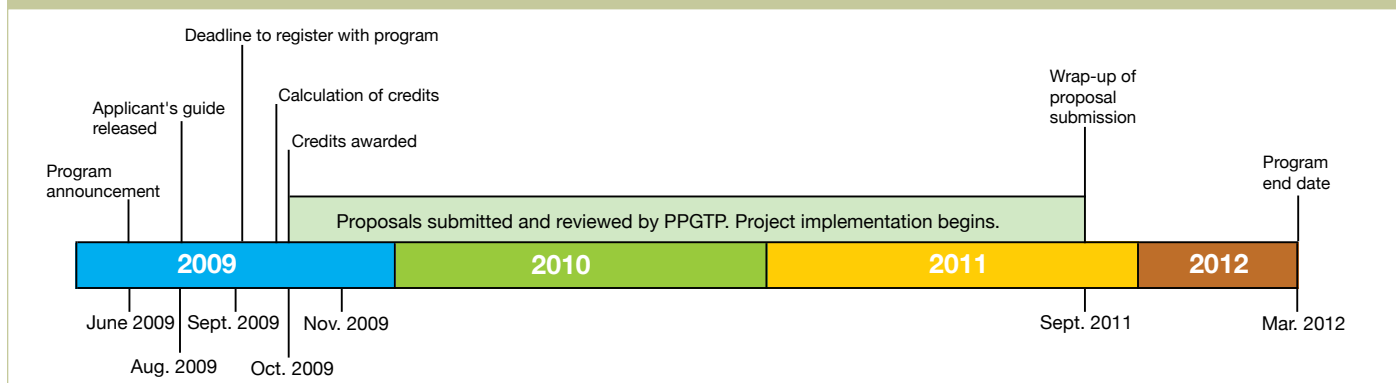 Deadline to register with program
Wrap-up of
proposal
submission
Calculation of credits
Applicant's guide
released
Credits awarded
Program
announcement
Program
end date
Proposals submitted and reviewed by PPGTP. Project implementation begins.
2009
2010
2011
2012
June 2009
Sept. 2009
Nov. 2009
Sept. 2011
Mar. 2012
Aug. 2009
Oct. 2009